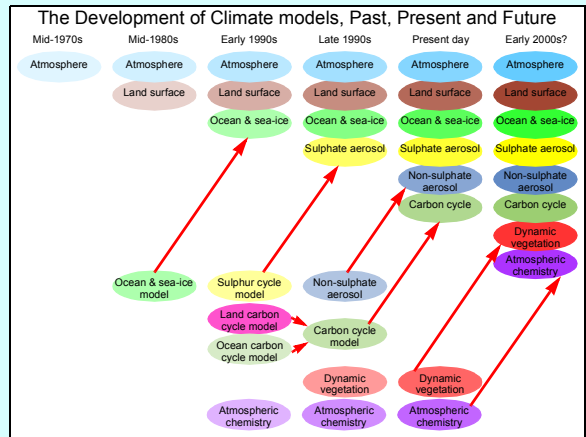 The Development of Climate models, Past, Present and Future
Mid-1970s
Mid-1980s
Early 1990s
Late 1990s
Present day
Early 2000s?
Atmosphere
Atmosphere
Atmosphere
Atmosphere
Atmosphere
Atmosphere
Land surface
Land surface
Land surface
Land surface
Land surface
Ocean & sea-ice
Ocean & sea-ice
Ocean & sea-ice
Ocean & sea-ice
Sulphate aerosol
Sulphate aerosol
Sulphate aerosol
Non-sulphate
aerosol
Non-sulphate
aerosol
Carbon cycle
Carbon cycle
Dynamic
vegetation
Atmospheric
chemistry
Ocean & sea-ice
model
Sulphur cycle
model
Non-sulphate
aerosol
Land carbon
cycle model
Carbon cycle
model
Ocean carbon
cycle model
Dynamic
vegetation
Dynamic
vegetation
Atmospheric
chemistry
Atmospheric
chemistry
Atmospheric
chemistry